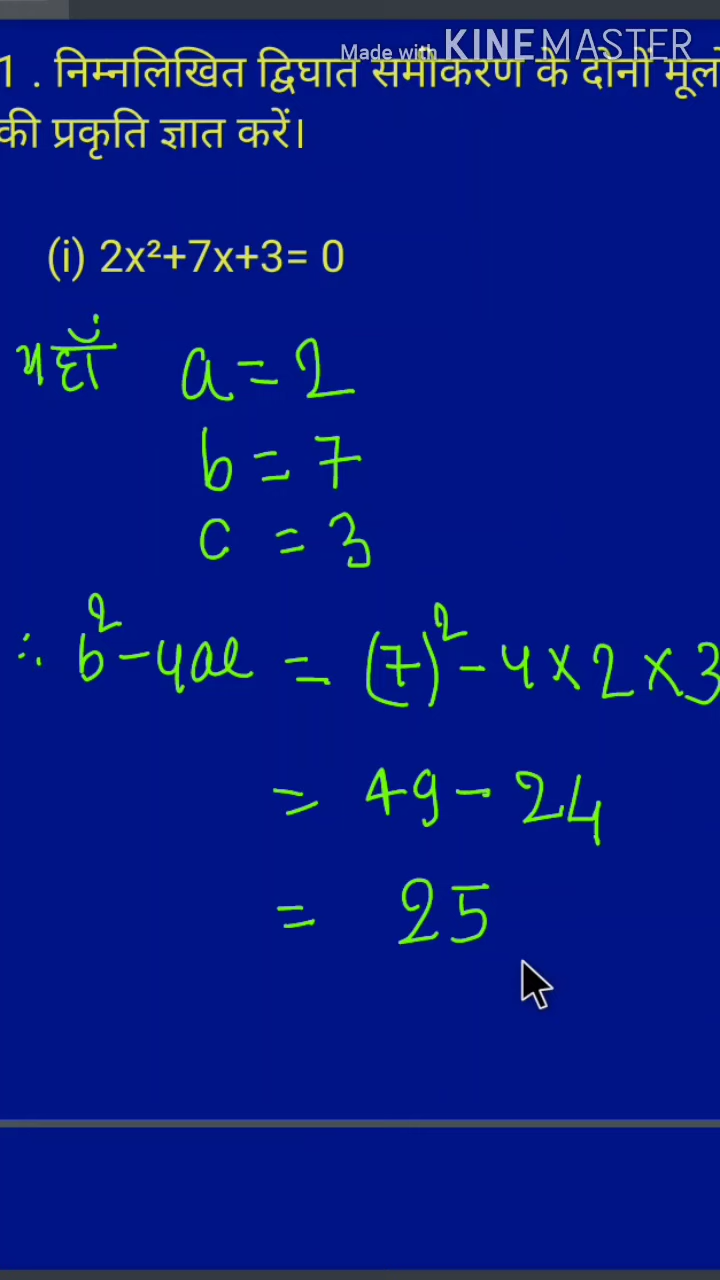 Made with KINEMASTER
1 . निम्नलिखित द्विघात समीकरण के दोनों मूलों
की प्रकृति ज्ञात करें।
(i) 2x²+7x+3= 0
यहाँ a = 2
b = 7
c = 3
∴ b² - 4ac = (7)² - 4 × 2 × 3
= 49 - 24
= 25